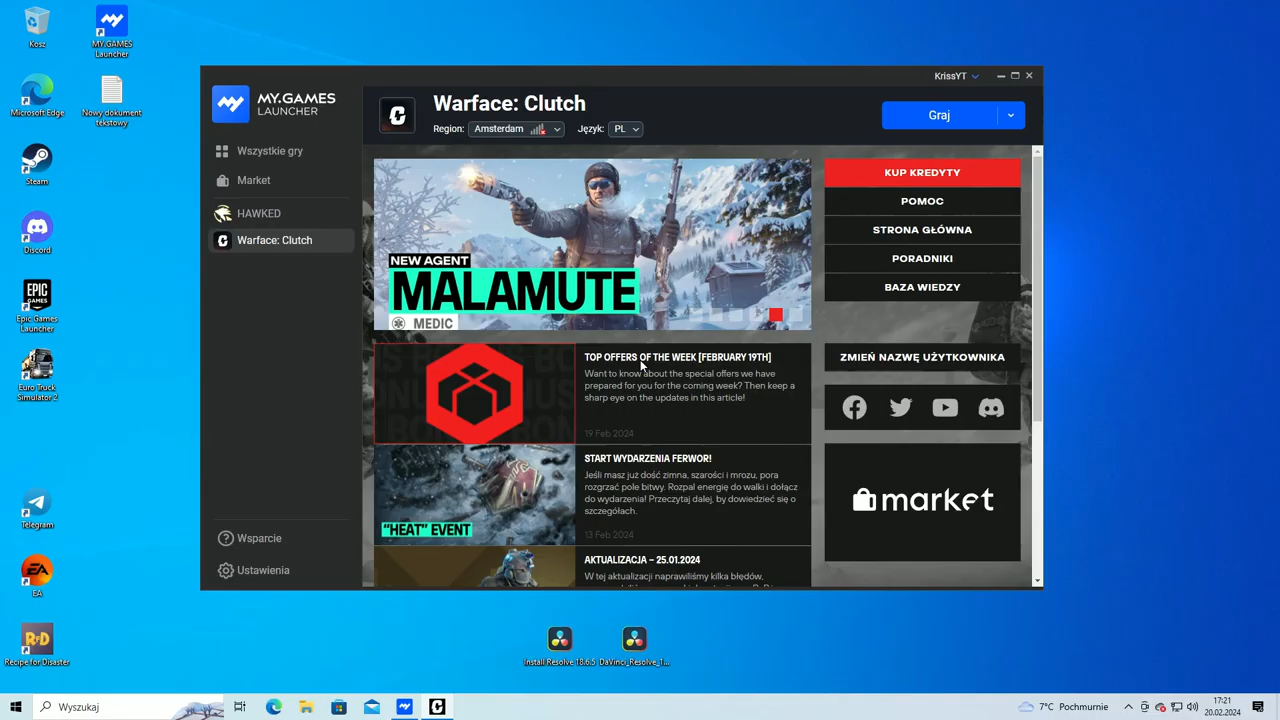 Kosz
MY.GAMES
Launcher
Microsoft Edge
Nowy dokument
tekstowy
Steam
Discord
EPIC
GAMES
Epic Games
Launcher
Euro Truck
Simulator 2
Telegram
EA
EA
RfD
Recipe for Disaster
KrissYT
MY.GAMES
LAUNCHER
Wszystkie gry
Market
HAWKED
Warface: Clutch
Wsparcie
Ustawienia
Warface: Clutch
Region: Amsterdam Język: PL
Graj
NEW AGENT
MALAMUTE
MEDIC
KUP KREDYTY
POMOC
STRONA GŁÓWNA
PORADNIKI
BAZA WIEDZY
TOP OFFERS OF THE WEEK [FEBRUARY 19TH]
Want to know about the special offers we have
prepared for you for the coming week? Then keep a
sharp eye on the updates in this article!
19 Feb 2024
ZMIEŃ NAZWĘ UŻYTKOWNIKA
"HEAT" EVENT
START WYDARZENIA FERWOR!
Jeśli masz już dość zimna, szarości i mrozu, pora
rozgrzać pole bitwy. Rozpal energię do walki i dołącz
do wydarzenia! Przeczytaj dalej, by dowiedzieć się o
szczegółach.
13 Feb 2024
market
AKTUALIZACJA – 25.01.2024
W tej aktualizacji naprawiliśmy kilka błędów,
Install Resolve 18.6.5
DaVinci_Resolve_1...
Wyszukaj
7°C Pochmurnie
17:21
20.02.2024